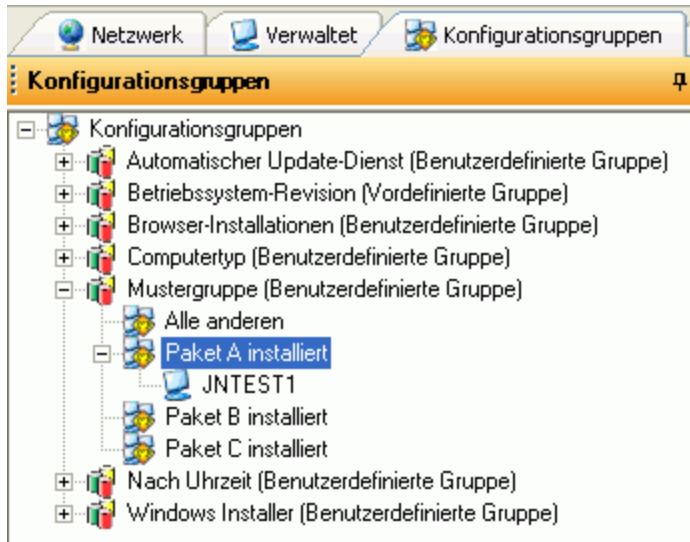 Netzwerk Verwaltet Konfigurationsgruppen
Konfigurationsgruppen
Konfigurationsgruppen
Automatischer Update-Dienst (Benutzerdefinierte Gruppe)
Betriebssystem-Revision (Vordefinierte Gruppe)
Browser-Installationen (Benutzerdefinierte Gruppe)
Computertyp (Benutzerdefinierte Gruppe)
Mustergruppe (Benutzerdefinierte Gruppe)
Alle anderen
Paket A installiert
JNTEST1
Paket B installiert
Paket C installiert
Nach Uhrzeit (Benutzerdefinierte Gruppe)
Windows Installer (Benutzerdefinierte Gruppe)